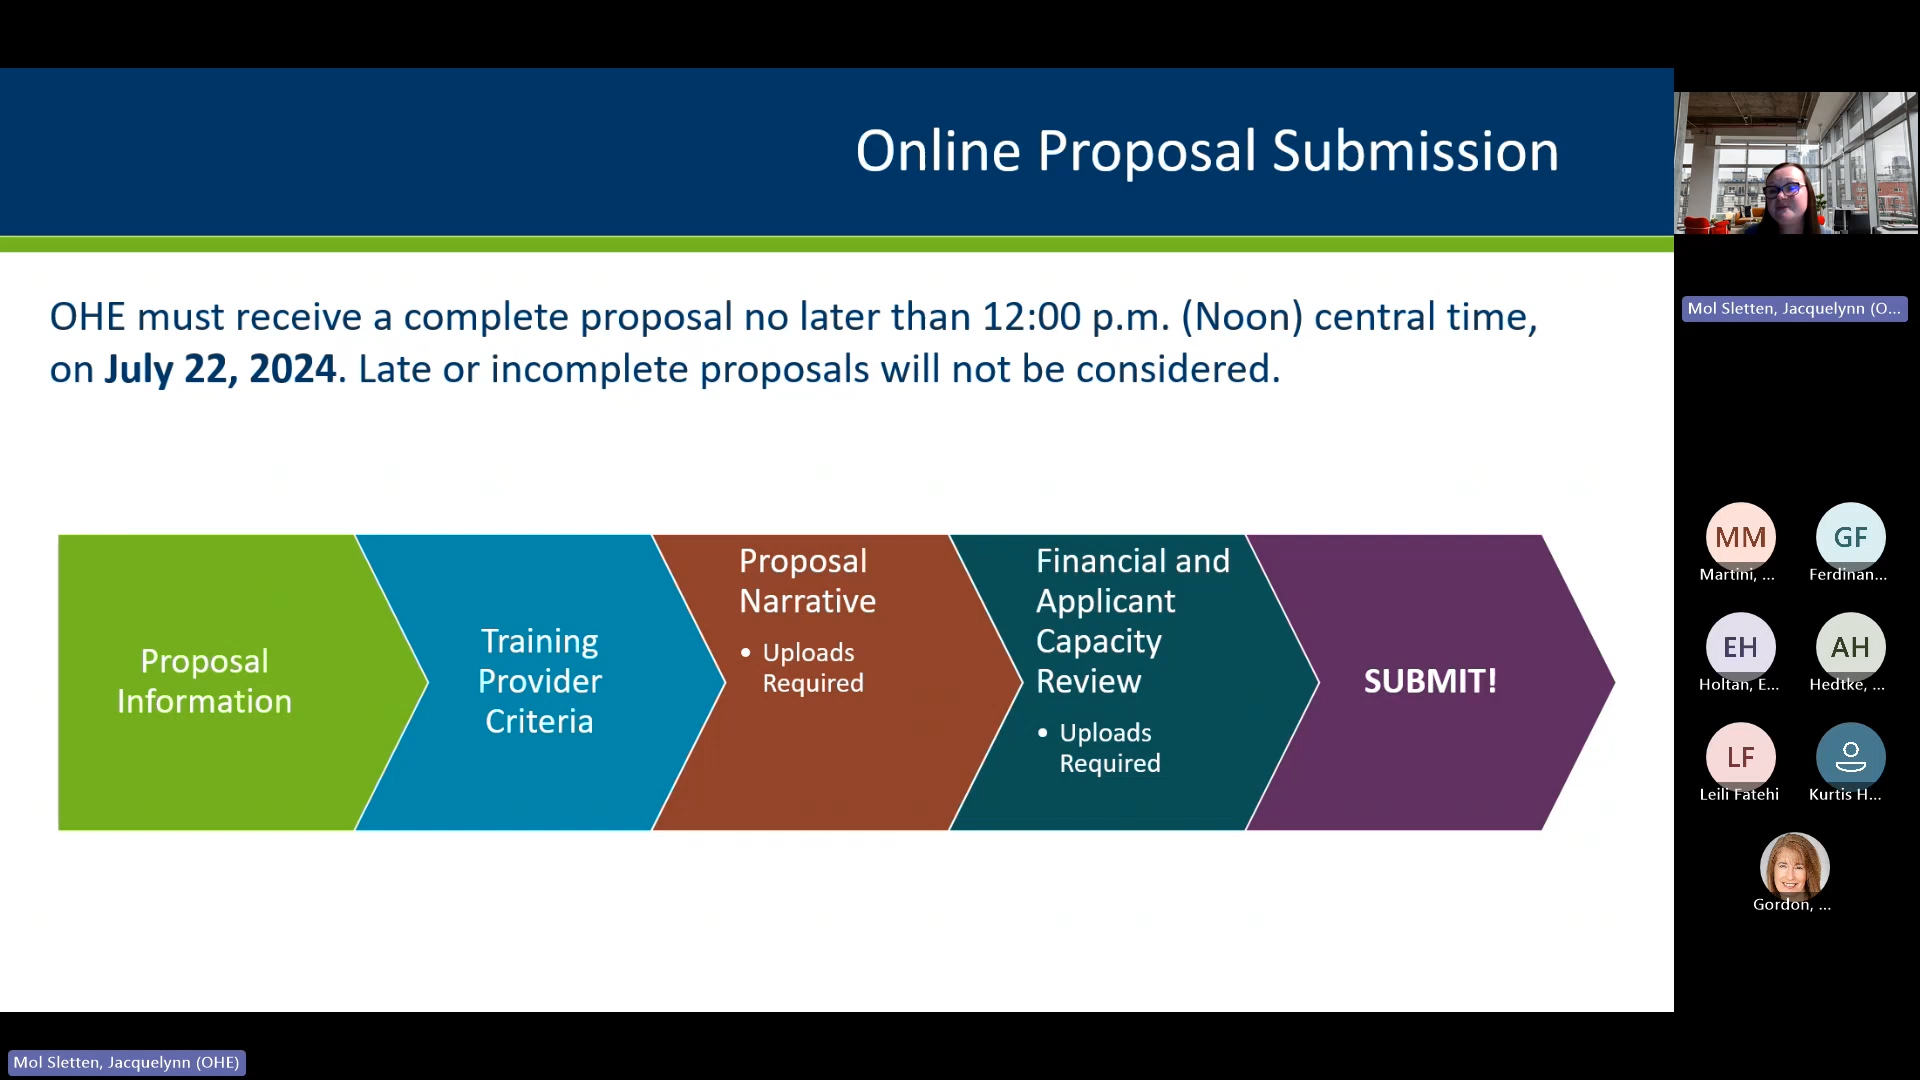 Online Proposal Submission
OHE must receive a complete proposal no later than 12:00 p.m. (Noon) central time,
on July 22, 2024. Late or incomplete proposals will not be considered.
Proposal
Information
Training
Provider
Criteria
Proposal
Narrative
• Uploads
Required
Financial and
Applicant
Capacity
Review
• Uploads
Required
SUBMIT!
Mol Sletten, Jacquelynn (O...
MM
Martini, ...
GF
Ferdinan...
EH
Holtan, E...
AH
Hedtke, ...
LF
Leili Fatehi
Kurtis H...
Gordon, ...
Mol Sletten, Jacquelynn (OHE)